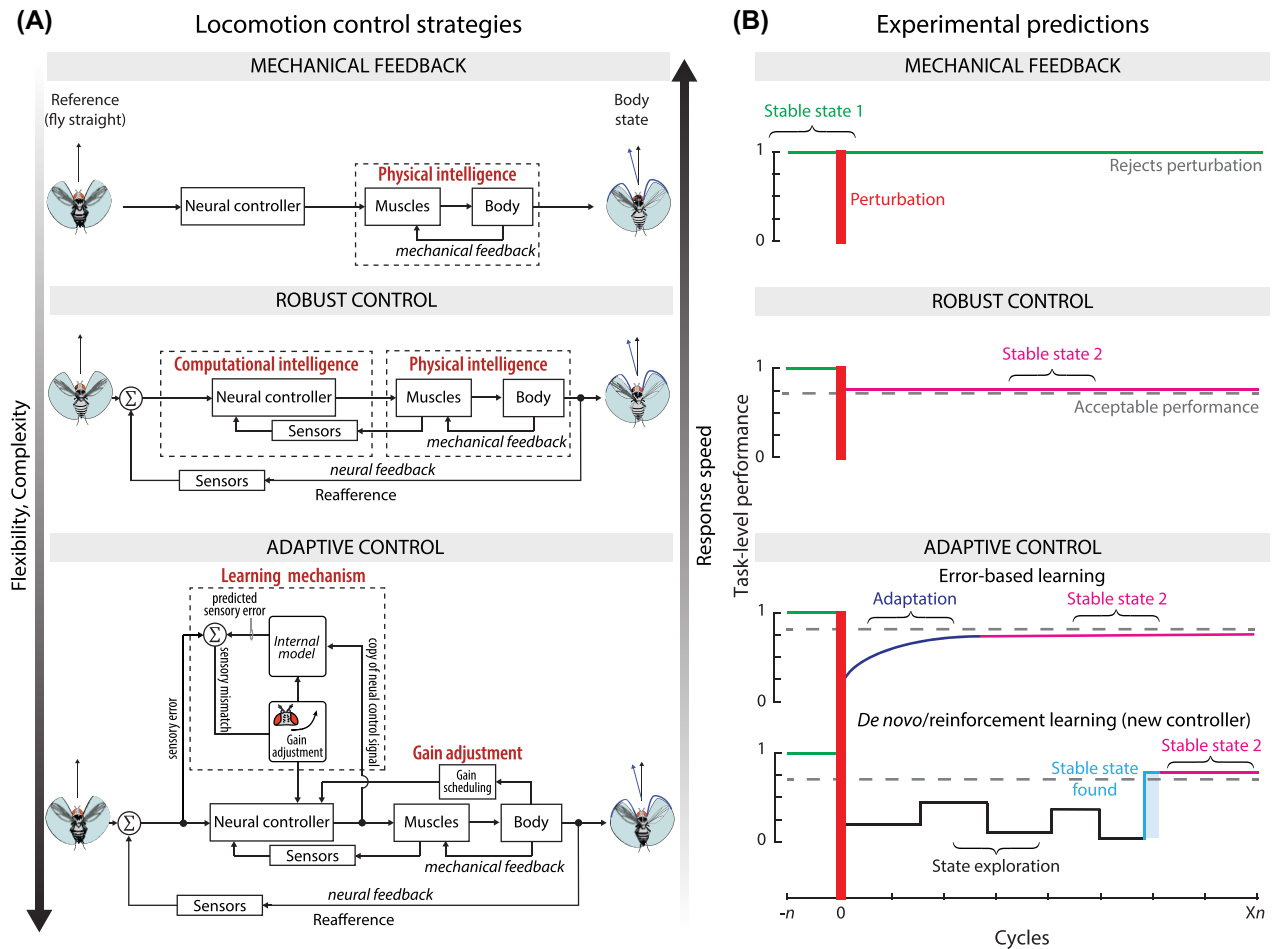 (A)
Locomotion control strategies
MECHANICAL FEEDBACK
Reference
(fly straight)
Body
state
Physical intelligence
Neural controller
Muscles
Body
mechanical feedback
ROBUST CONTROL
Computational intelligence
Physical intelligence
Σ
Neural controller
Muscles
Body
Sensors
mechanical feedback
neural feedback
Sensors
Reafference
ADAPTIVE CONTROL
Learning mechanism
predicted
sensory error
Σ
Internal
model
sensory mismatch
copy of neual control signal
sensory error
Gain
adjustment
Gain adjustment
Gain
scheduling
Σ
Neural controller
Muscles
Body
Sensors
mechanical feedback
neural feedback
Sensors
Reafference
Flexibility, Complexity
Response speed
(B)
Experimental predictions
MECHANICAL FEEDBACK
Stable state 1
1
Rejects perturbation
Perturbation
0
ROBUST CONTROL
Stable state 2
1
Acceptable performance
0
Task-level performance
ADAPTIVE CONTROL
Error-based learning
Adaptation
Stable state 2
1
0
De novo/reinforcement learning (new controller)
Stable state 2
1
Stable state
found
0
State exploration
-n
0
Xn
Cycles